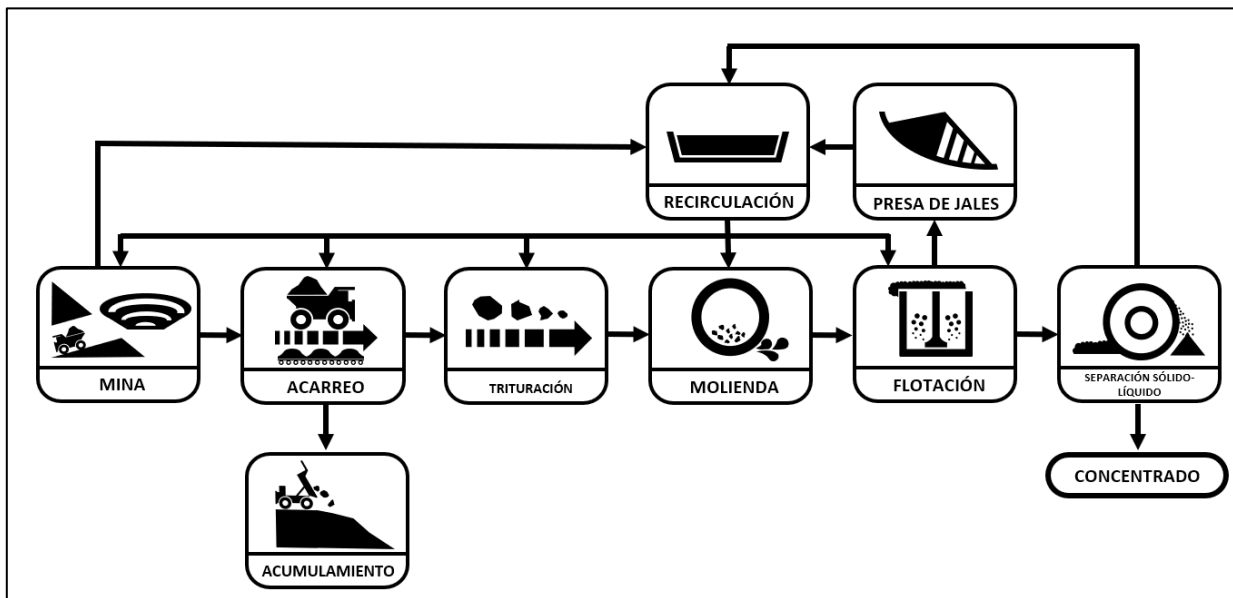 RECIRCULACIÓN
PRESA DE JALES
MINA
ACARREO
TRITURACIÓN
MOLIENDA
FLOTACIÓN
SEPARACIÓN SÓLIDO-
LÍQUIDO
CONCENTRADO
ACUMULAMIENTO